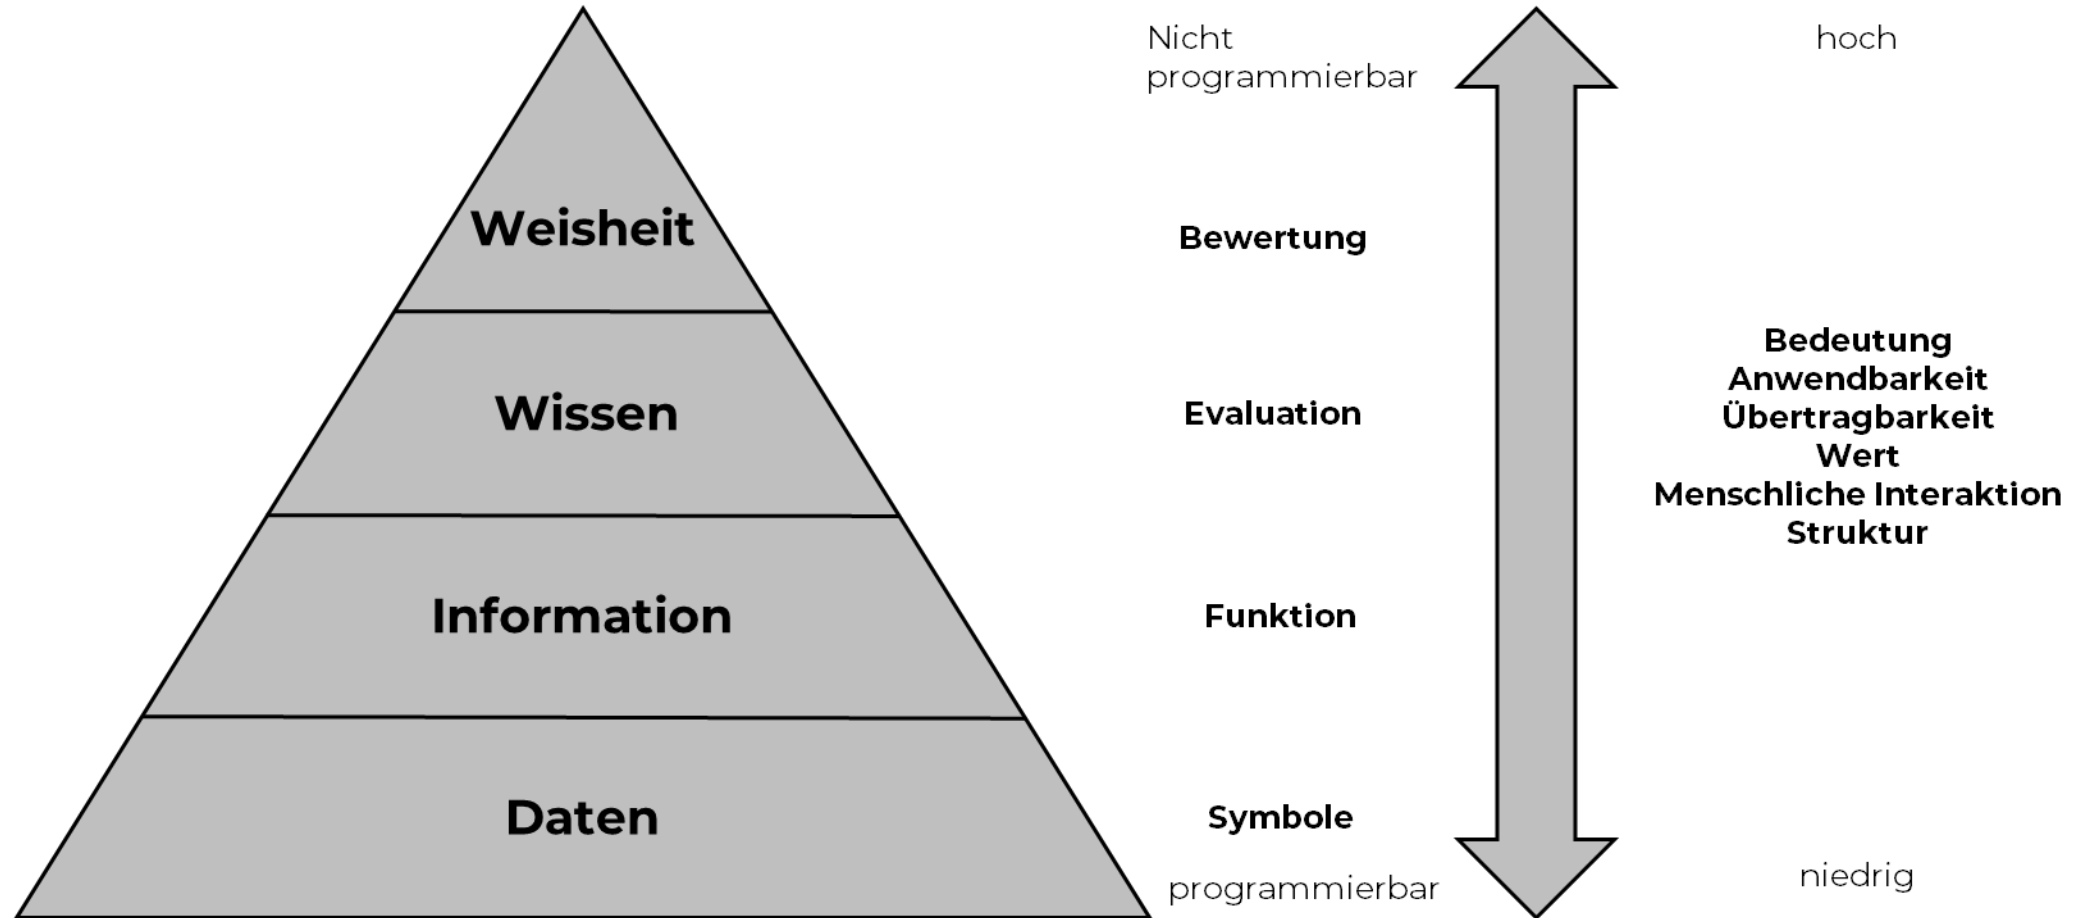 Nicht
programmierbar
hoch
Weisheit
Bewertung
Bedeutung
Anwendbarkeit
Übertragbarkeit
Wert
Menschliche Interaktion
Struktur
Wissen
Evaluation
Information
Funktion
Daten
Symbole
programmierbar
niedrig